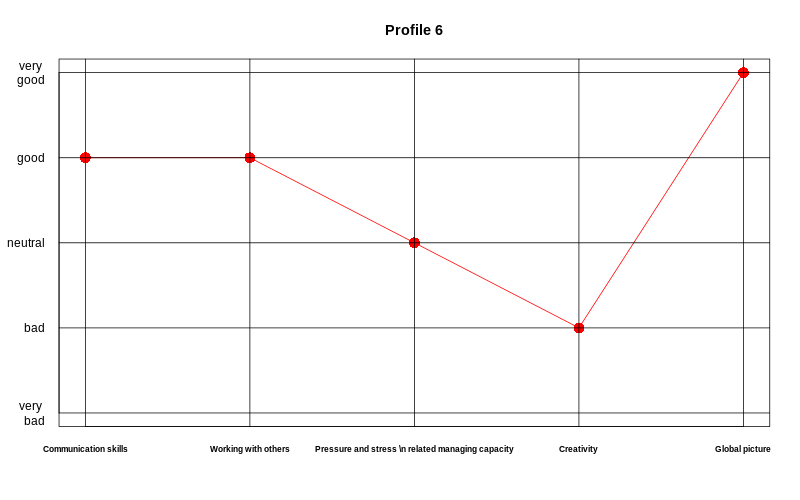 Profile 6
very
good
good
neutral
bad
very
bad
Communication skills
Working with others
Pressure and stress \n related managing capacity
Creativity
Global picture